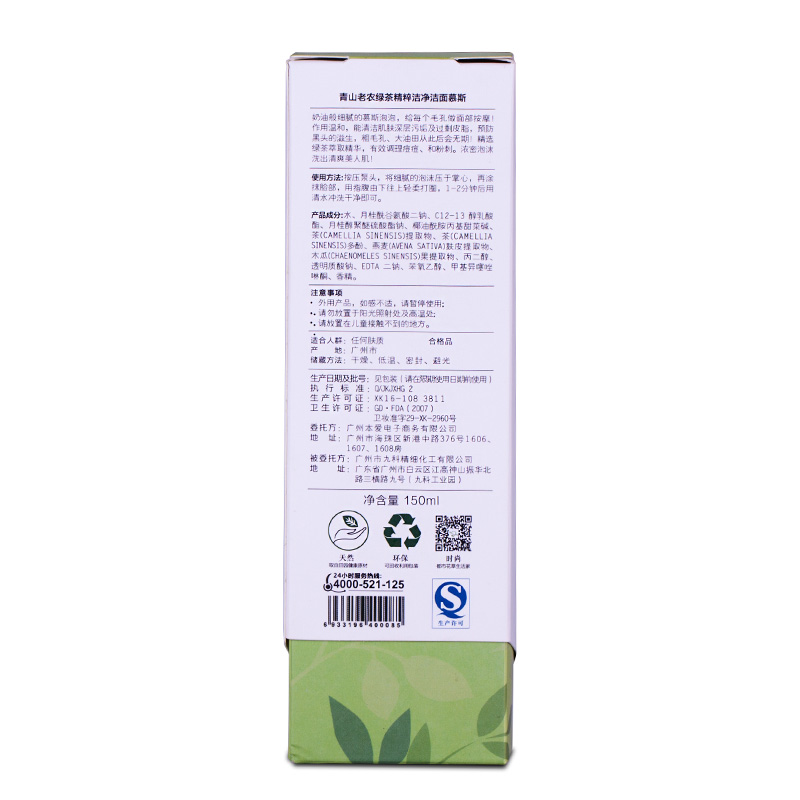 青山老农绿茶精粹洁净洁面慕斯
奶油般细腻的慕斯泡泡，给每个毛孔做面部按摩！
作用温和，能清洁肌肤深层污垢及过剩皮脂，预防
黑头的滋生，稠毛孔、大油田从此后会无期！精选
绿茶萃取精华，有效调理痘痘、和粉刺。浓密泡沫
洗出清爽美人肌！
使用方法:按压泵头，将细腻的泡沫压于掌心，再涂
抹脸部，用指腹由下往上轻柔打圈，1-2分钟后用
清水冲洗干净即可。
产品成分:水、月桂酰谷氨酸二钠、C12-13 醇乳酸
酯、月桂醇聚醚硫酸酯钠、椰油酰胺丙基甜菜碱、
茶(CAMELLIA SINENSIS)提取物、茶(CAMELLIA
SINENSIS)多酚、燕麦(AVENA SATIVA)麸皮提取物、
木瓜(CHAENOMELES SINENSIS)果提取物、丙二醇、
透明质酸钠、EDTA 二钠、苯氧乙醇、甲基异噻唑
啉酮、香精。
注意事项
· 外用产品，如感不适，请暂停使用;
· 请勿放置于阳光照射处及高温处;
· 请放置在儿童接触不到的地方。
适合人群: 任何肤质 合格品
产 地: 广州市
储藏方法: 干燥、低温、密封、避光
生产日期及批号: 见包装（请在限期使用日期前使用）
执行标准: Q/JKJXHG 2
生产许可证: XK16-108 3811
卫生许可证: GD·FDA(2007)
卫妆准字29-XK-2960号
委托方: 广州本爱电子商务有限公司
地 址: 广州市海珠区新港中路376号1606、
1607、1608房
被委托方: 广州市九科精细化工有限公司
地 址: 广东省广州市白云区江高神山振华北
路三横路九号（九科工业园）
净含量 150ml
天然 环保 时尚
可回收利用包装 都市花草生活家
24小时服务热线:
4000-521-125
6 933196 400085
生产许可